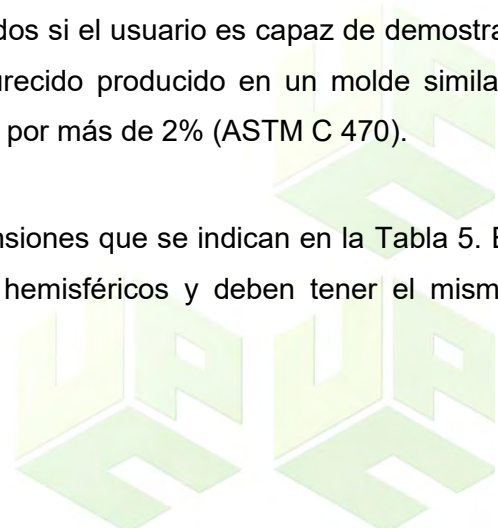 dos si el usuario es capaz de demostra
urecido producido en un molde simila
por más de 2% (ASTM C 470).
nsiones que se indican en la Tabla 5. E
hemisféricos y deben tener el mism